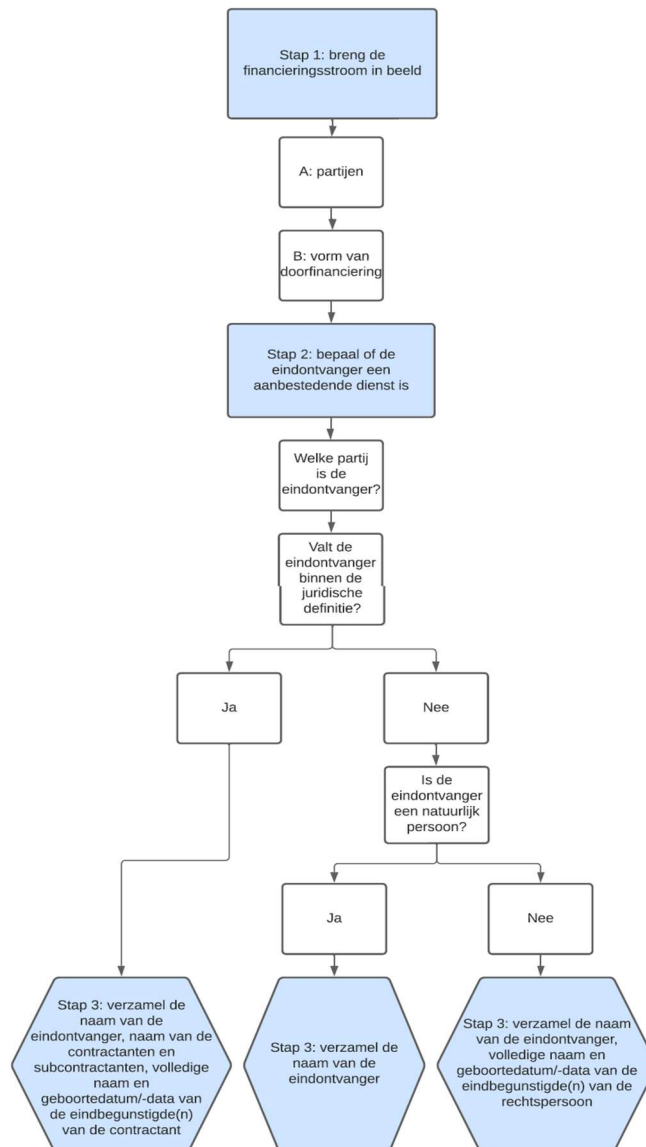 Stap 1: breng de
financieringsstroom in beeld
A: partijen
B: vorm van
doorfinanciering
Stap 2: bepaal of de
eindontvanger een
aanbestedende dienst is
Welke partij
is de
eindontvanger?
Valt de
eindontvanger
binnen de
juridische
definitie?
Ja
Nee
Is de
eindontvanger
een natuurlijk
persoon?
Ja
Nee
Stap 3: verzamel de
naam van de
eindontvanger, naam van de
contractanten en
subcontractanten, volledige
naam en
geboortedatum/-data van
de eindbegunstigde(n)
van de contractant
Stap 3: verzamel de
naam van de
eindontvanger
Stap 3: verzamel de naam
van de eindontvanger,
volledige naam en
geboortedatum/-data van de
eindbegunstigde(n) van de
rechtspersoon